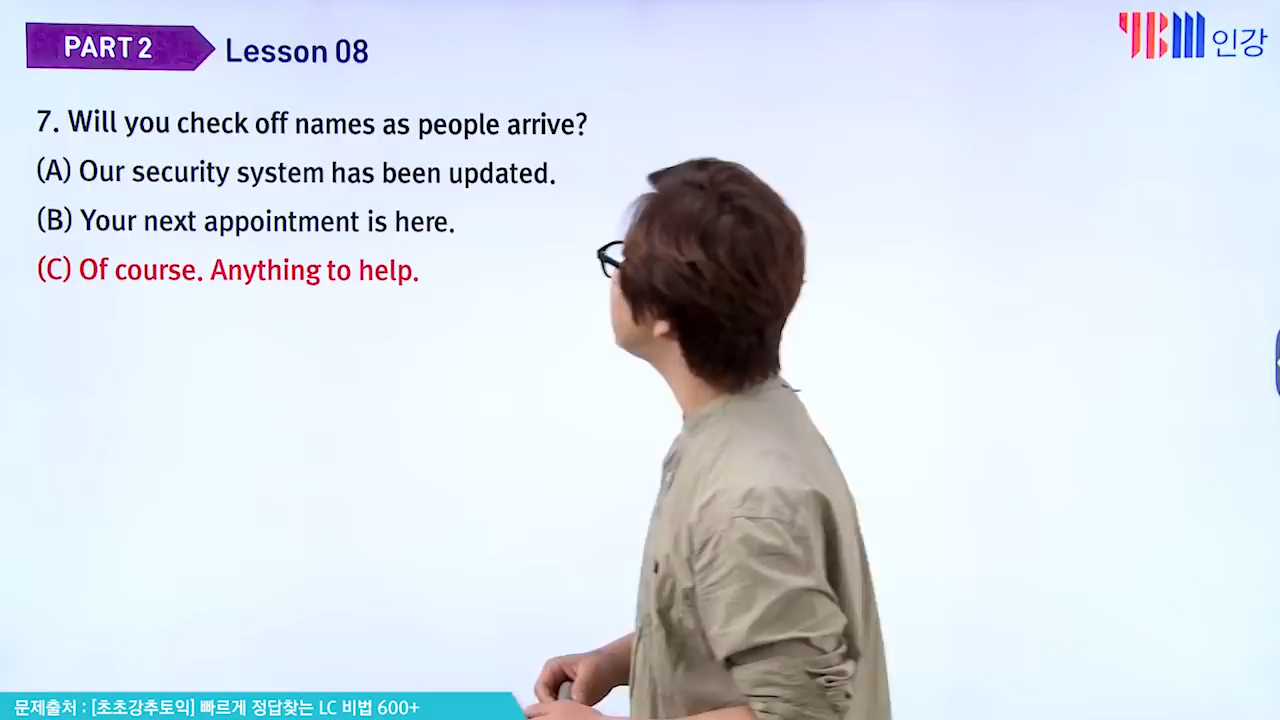 PART 2
Lesson 08
YBM 인강
7. Will you check off names as people arrive?
(A) Our security system has been updated.
(B) Your next appointment is here.
(C) Of course. Anything to help.
문제출처 : [초초강추토익] 빠르게 정답찾는 LC 비법 600+